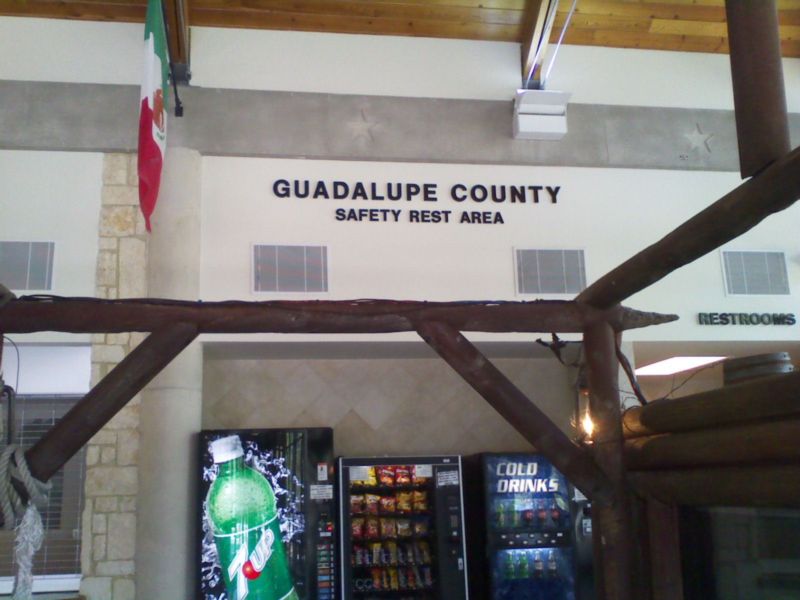 GUADALUPE COUNTY
SAFETY REST AREA
RESTROOMS
COLD
DRINKS
7UP